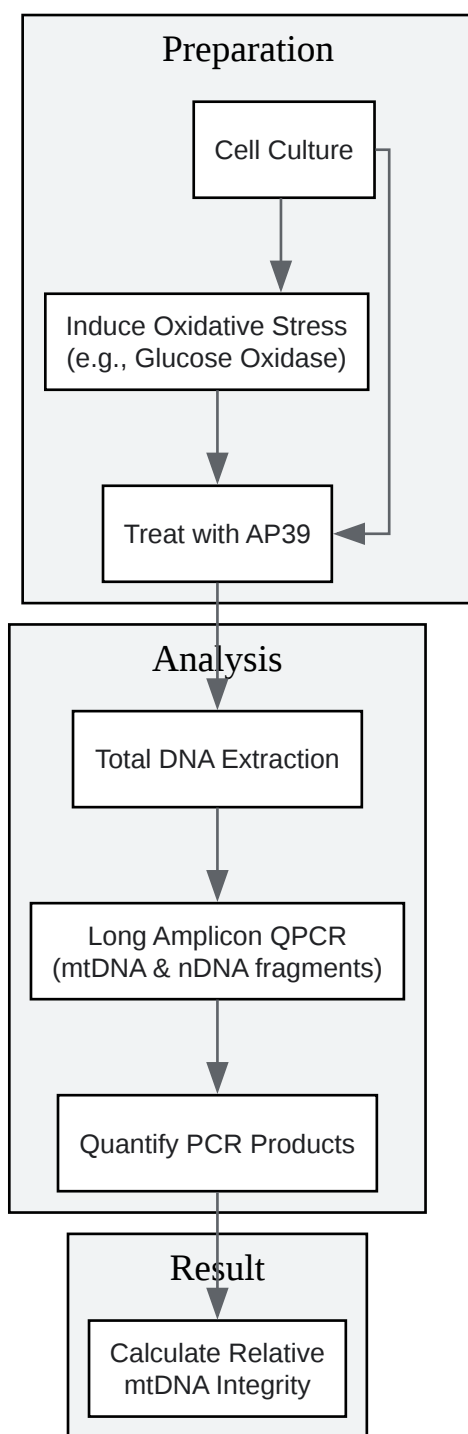 Preparation
Cell Culture
Induce Oxidative Stress
(e.g., Glucose Oxidase)
Treat with AP39
Analysis
Total DNA Extraction
Long Amplicon QPCR
(mtDNA & nDNA fragments)
Quantify PCR Products
Result
Calculate Relative
mtDNA Integrity